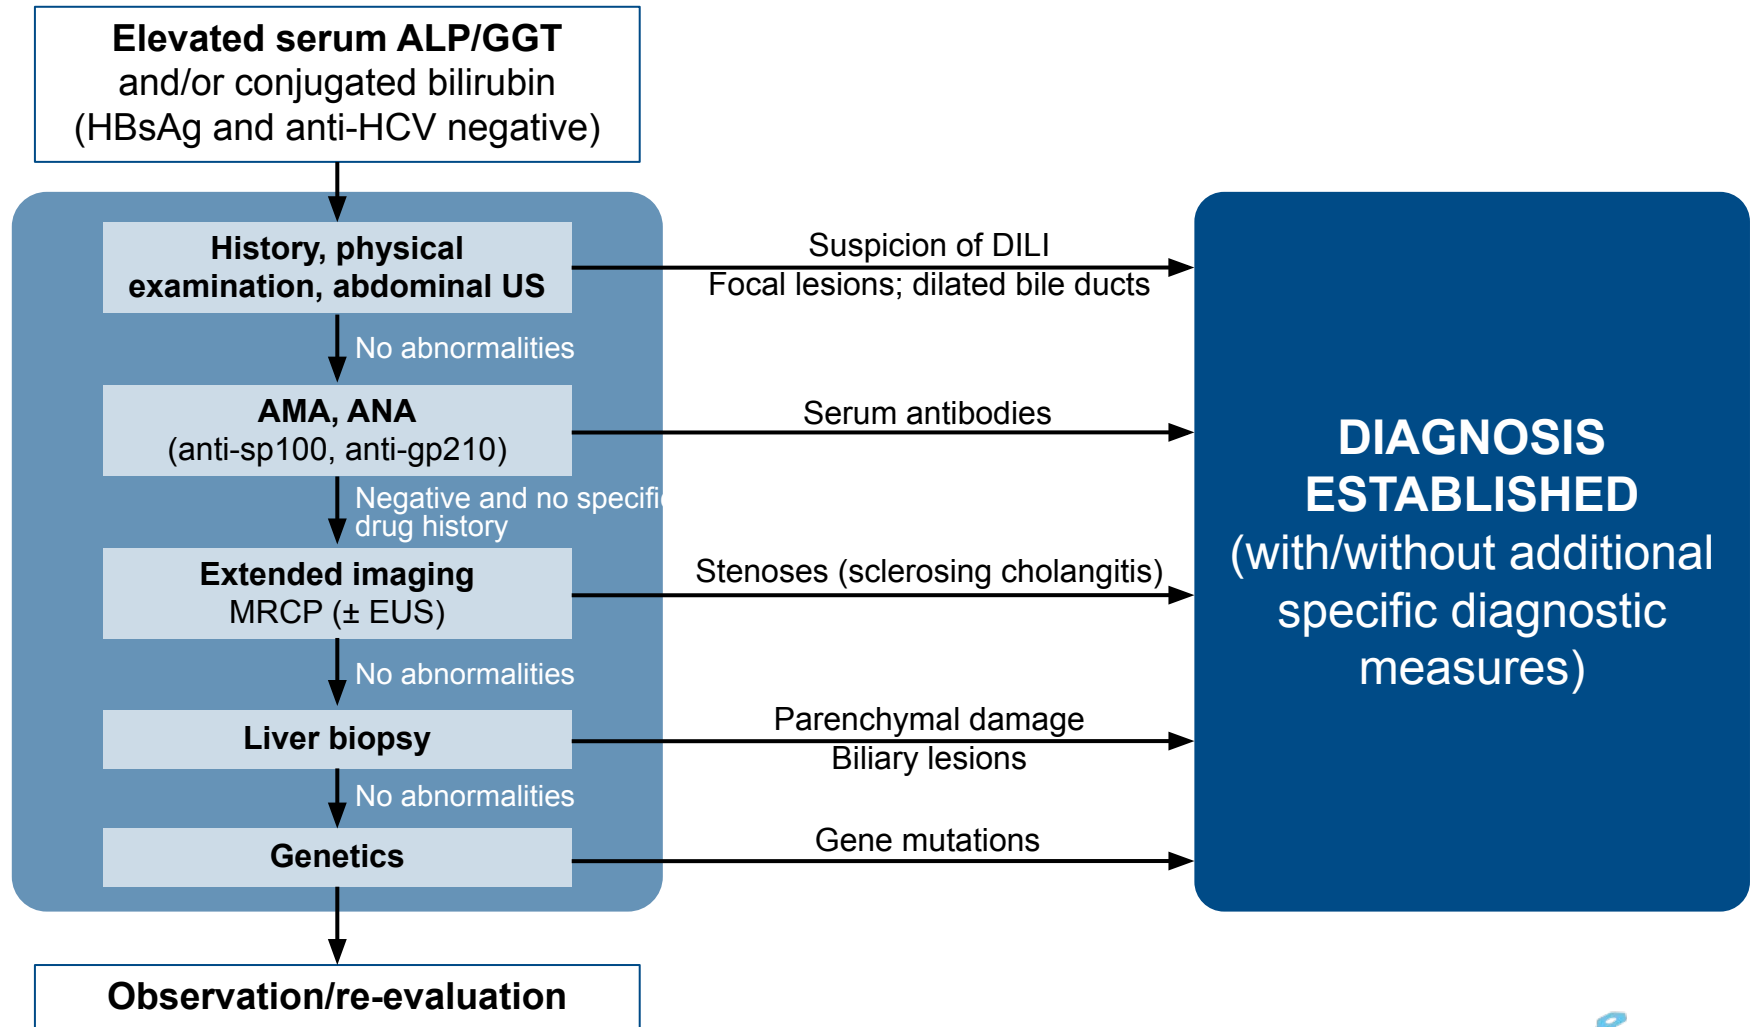 Elevated serum ALP/GGT
and/or conjugated bilirubin
(HBsAg and anti-HCV negative)
History, physical
examination, abdominal US
Suspicion of DILI
Focal lesions; dilated bile ducts
No abnormalities
AMA, ANA
(anti-sp100, anti-gp210)
Serum antibodies
Negative and no specific
drug history
Extended imaging
MRCP (± EUS)
Stenoses (sclerosing cholangitis)
No abnormalities
Liver biopsy
Parenchymal damage
Biliary lesions
No abnormalities
Genetics
Gene mutations
Observation/re-evaluation
DIAGNOSIS
ESTABLISHED
(with/without additional
specific diagnostic
measures)